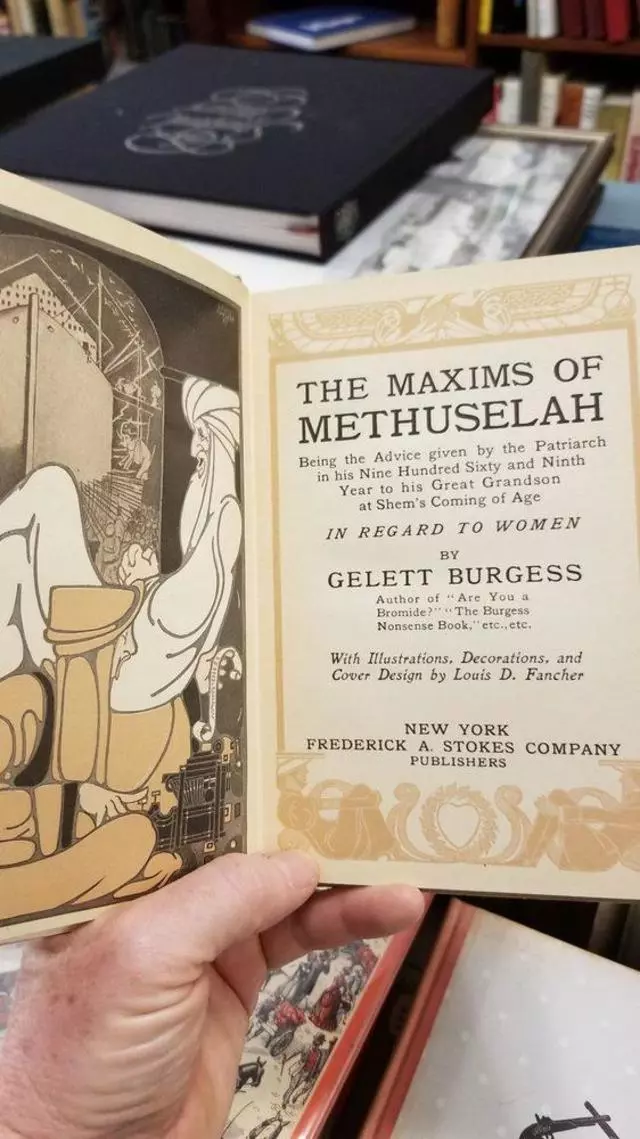 THE MAXIMS OF
METHUSELAH
Being the Advice given by the Patriarch
in his Nine Hundred Sixty and Ninth
Year to his Great Grandson
at Shem's Coming of Age
IN REGARD TO WOMEN
BY
GELETT BURGESS
Author of "Are You a
Bromide?" "The Burgess
Nonsense Book," etc., etc.
With Illustrations, Decorations, and
Cover Design by Louis D. Fancher
NEW YORK
FREDERICK A. STOKES COMPANY
PUBLISHERS